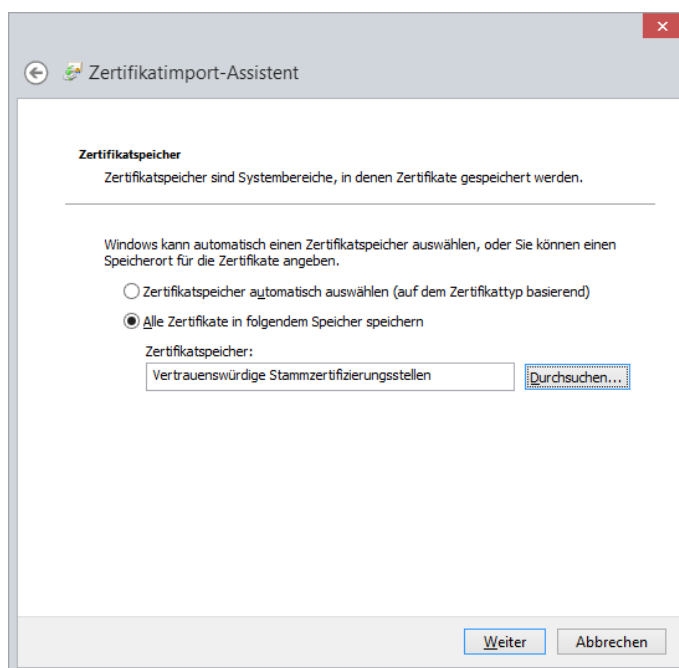 Zertifikatimport-Assistent
Zertifikatspeicher
Zertifikatspeicher sind Systembereiche, in denen Zertifikate gespeichert werden.
Windows kann automatisch einen Zertifikatspeicher auswählen, oder Sie können einen
Speicherort für die Zertifikate angeben.
Zertifikatspeicher automatisch auswählen (auf dem Zertifikattyp basierend)
Alle Zertifikate in folgendem Speicher speichern
Zertifikatspeicher:
Vertrauenswürdige Stammzertifizierungsstellen
Durchsuchen...
Weiter
Abbrechen